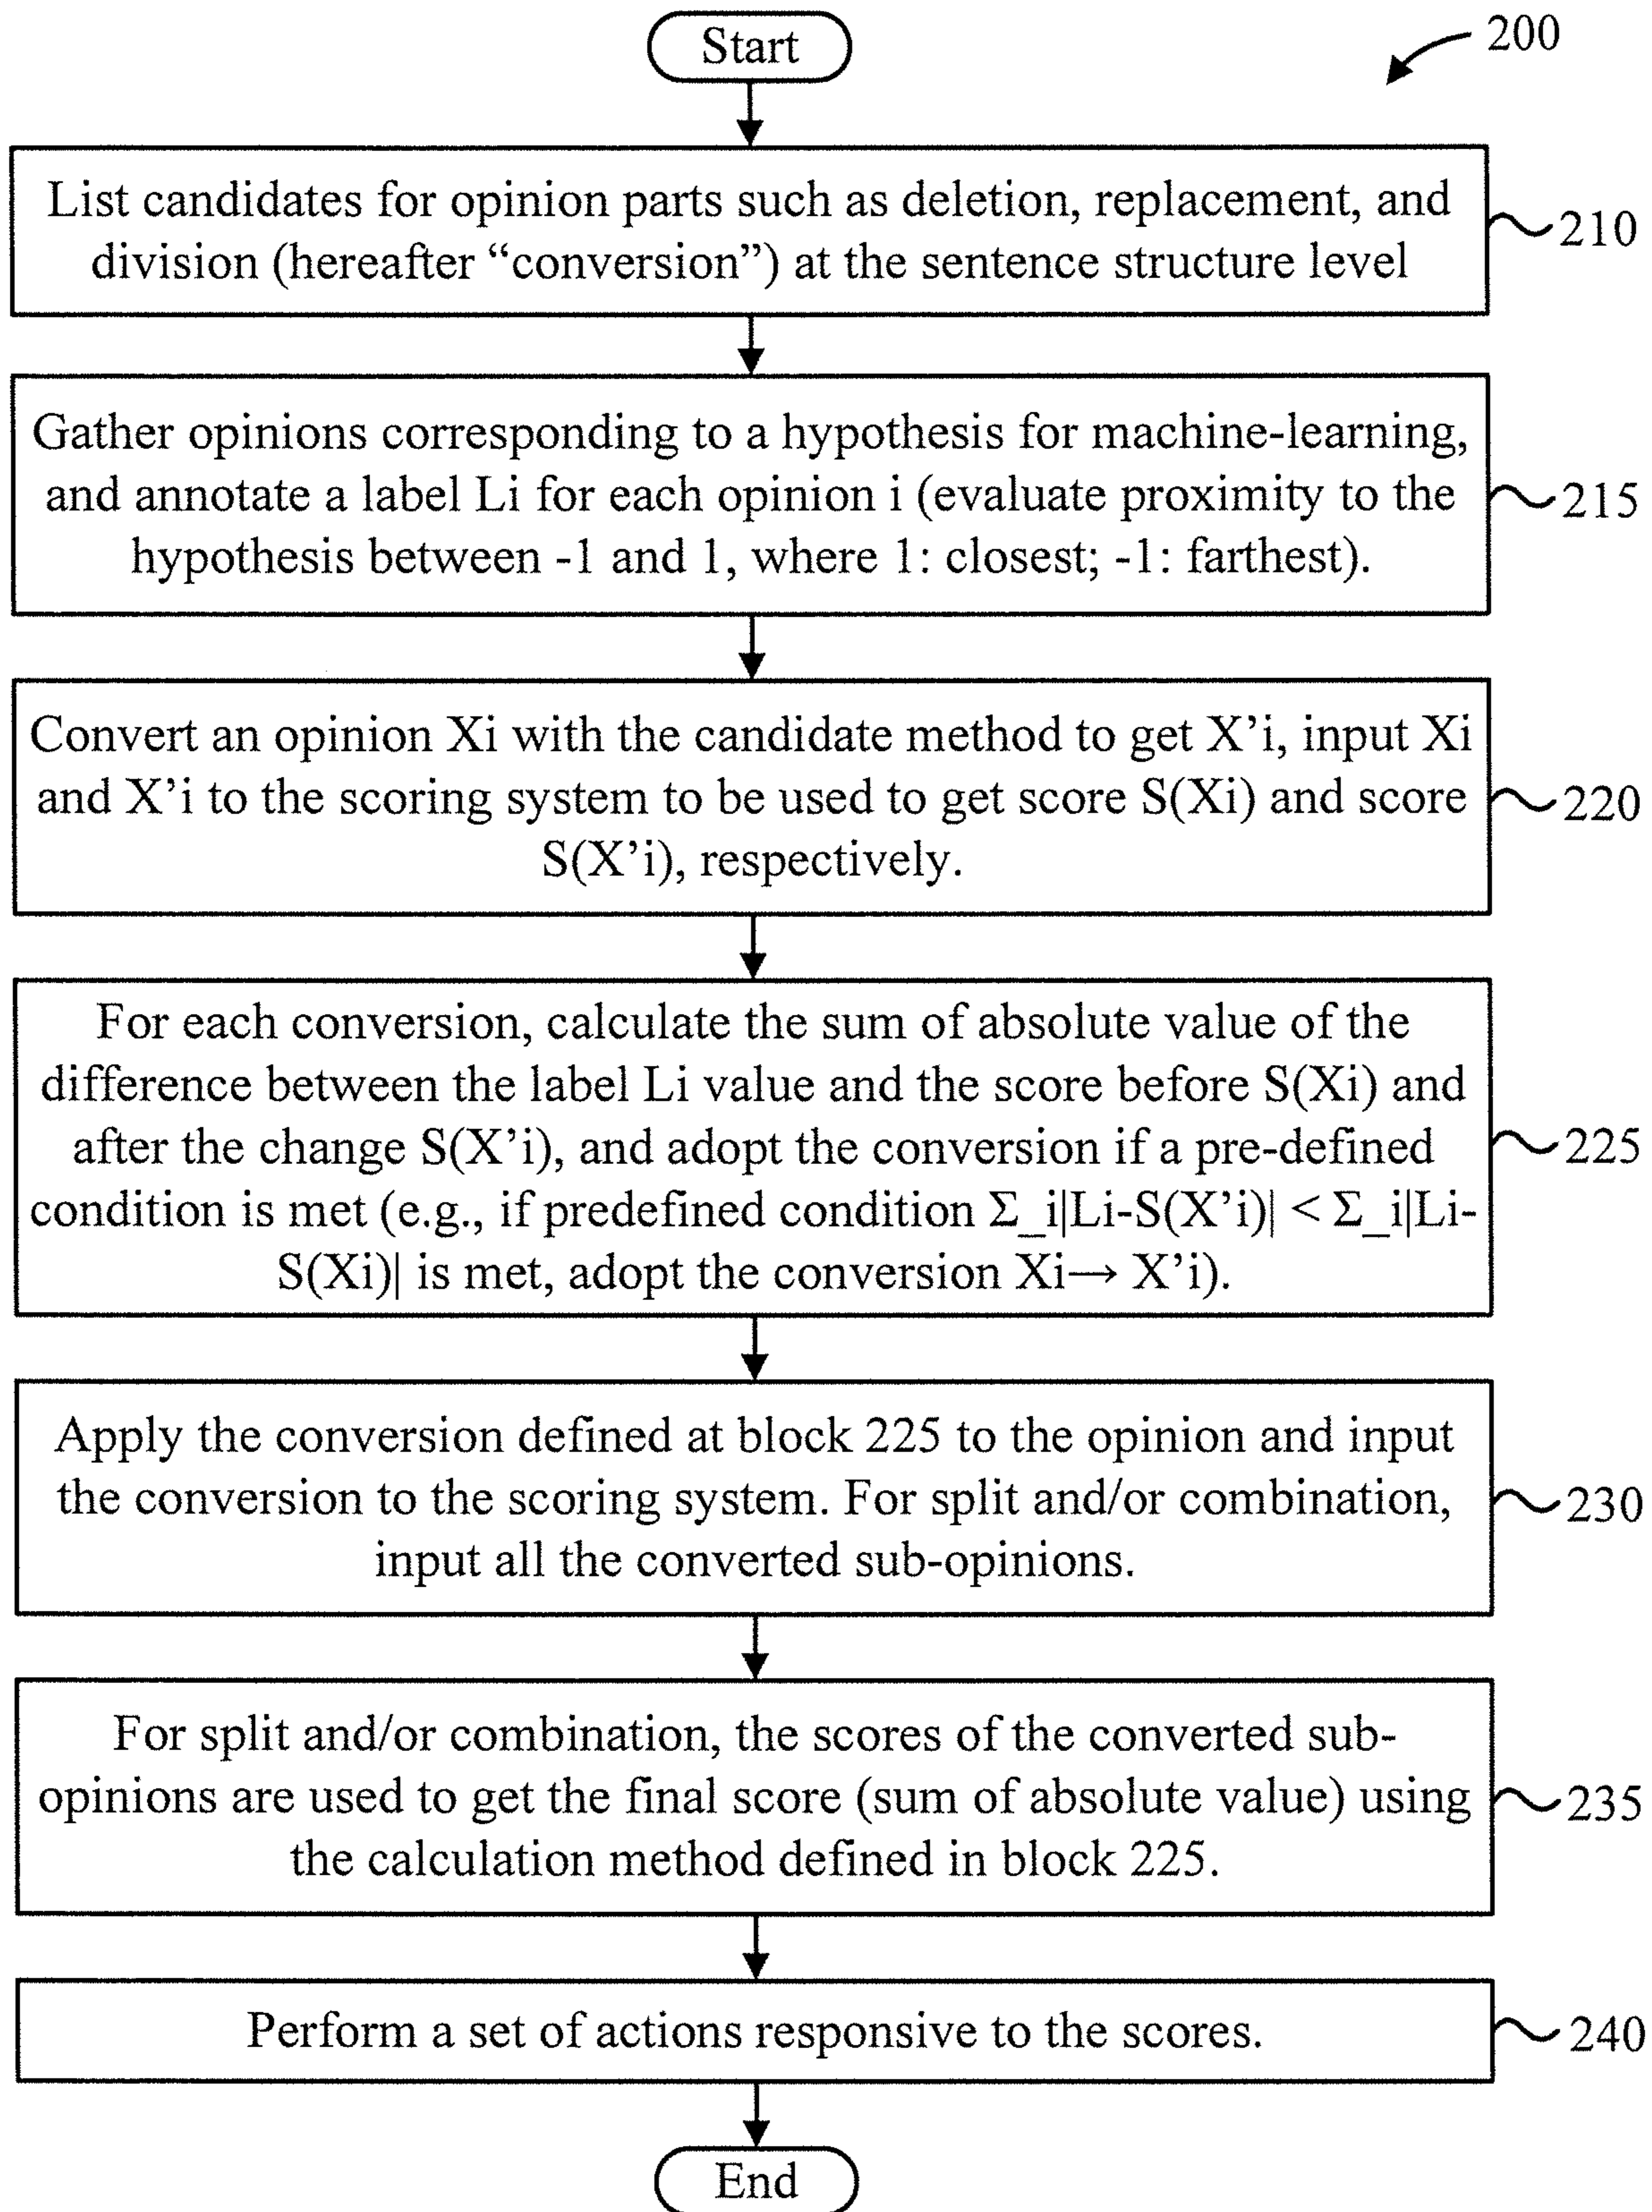 Start
200
List candidates for opinion parts such as deletion, replacement, and
division (hereafter “conversion”) at the sentence structure level
210
Gather opinions corresponding to a hypothesis for machine-learning,
and annotate a label Li for each opinion i (evaluate proximity to the
hypothesis between -1 and 1, where 1: closest; -1: farthest).
215
Convert an opinion Xi with the candidate method to get X’i, input Xi
and X’i to the scoring system to be used to get score S(Xi) and score
S(X’i), respectively.
220
For each conversion, calculate the sum of absolute value of the
difference between the label Li value and the score before S(Xi) and
after the change S(X’i), and adopt the conversion if a pre-defined
condition is met (e.g., if predefined condition Σ_i|Li-S(X’i)| < Σ_i|Li-
S(Xi)| is met, adopt the conversion Xi→ X’i).
225
Apply the conversion defined at block 225 to the opinion and input
the conversion to the scoring system. For split and/or combination,
input all the converted sub-opinions.
230
For split and/or combination, the scores of the converted sub-
opinions are used to get the final score (sum of absolute value) using
the calculation method defined in block 225.
235
Perform a set of actions responsive to the scores.
240
End